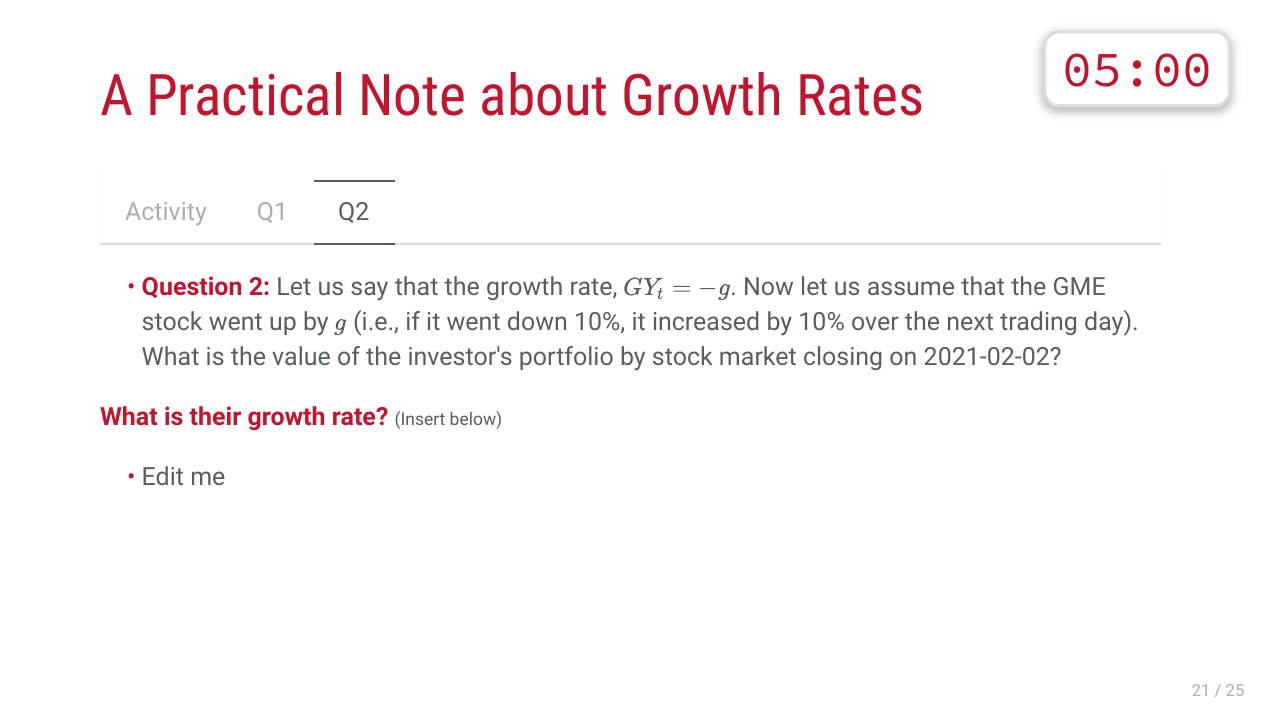 A Practical Note about Growth Rates
05:00
Activity Q1 Q2
• Question 2: Let us say that the growth rate, $GY_t = -g$. Now let us assume that the GME
stock went up by $g$ (i.e., if it went down 10%, it increased by 10% over the next trading day).
What is the value of the investor's portfolio by stock market closing on 2021-02-02?
What is their growth rate? (Insert below)
• Edit me
21 / 25